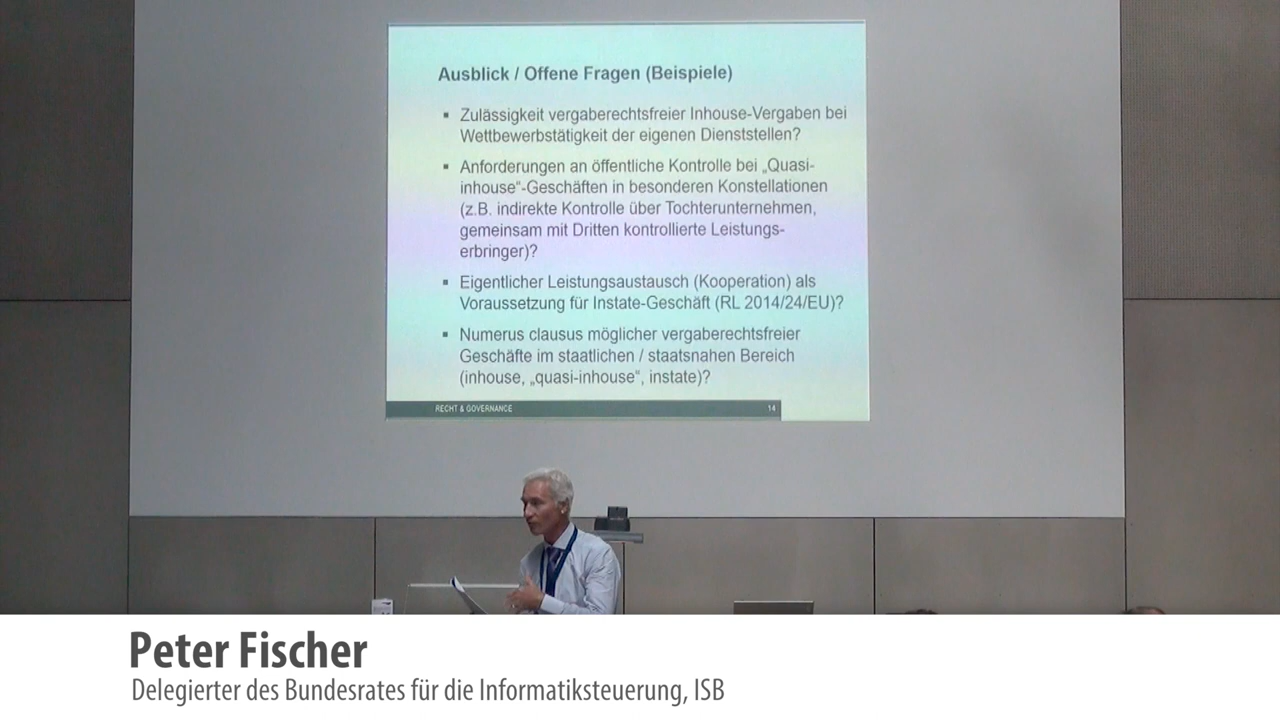 Ausblick / Offene Fragen (Beispiele)
▪ Zulässigkeit vergaberechtsfreier Inhouse-Vergaben bei
Wettbewerbstätigkeit der eigenen Dienststellen?
▪ Anforderungen an öffentliche Kontrolle bei „Quasi-
inhouse“-Geschäften in besonderen Konstellationen
(z.B. indirekte Kontrolle über Tochterunternehmen,
gemeinsam mit Dritten kontrollierte Leistungs-
erbringer)?
▪ Eigentlicher Leistungsaustausch (Kooperation) als
Voraussetzung für Instate-Geschäft (RL 2014/24/EU)?
▪ Numerus clausus möglicher vergaberechtsfreier
Geschäfte im staatlichen / staatsnahen Bereich
(inhouse, „quasi-inhouse“, instate)?
RECHT & GOVERNANCE 14
Peter Fischer
Delegierter des Bundesrates für die Informatiksteuerung, ISB